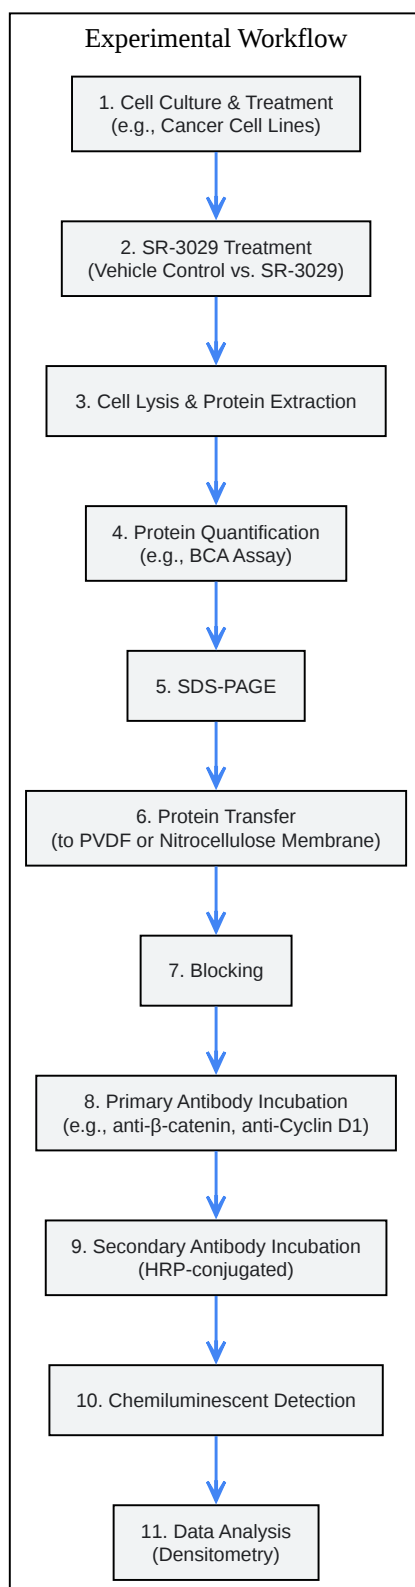 Experimental Workflow
1. Cell Culture & Treatment
(e.g., Cancer Cell Lines)
2. SR-3029 Treatment
(Vehicle Control vs. SR-3029)
3. Cell Lysis & Protein Extraction
4. Protein Quantification
(e.g., BCA Assay)
5. SDS-PAGE
6. Protein Transfer
(to PVDF or Nitrocellulose Membrane)
7. Blocking
8. Primary Antibody Incubation
(e.g., anti-β-catenin, anti-Cyclin D1)
9. Secondary Antibody Incubation
(HRP-conjugated)
10. Chemiluminescent Detection
11. Data Analysis
(Densitometry)